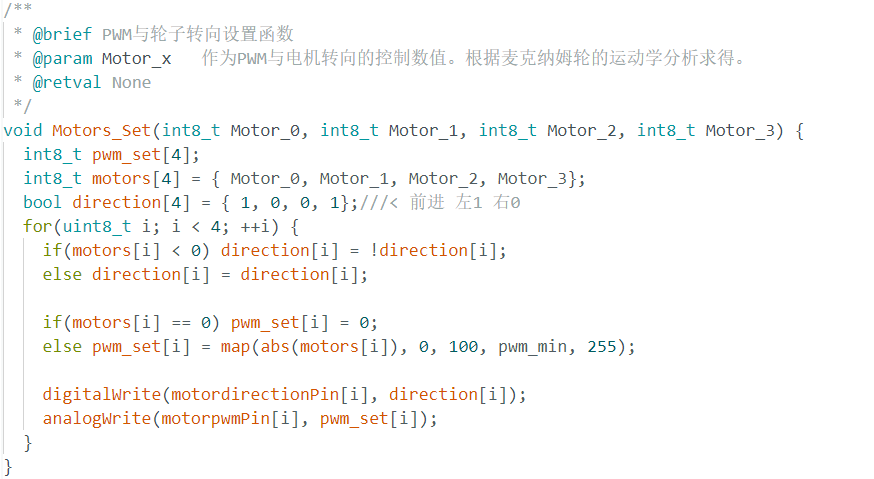 /**
 * @brief PWM与轮子转向设置函数
 * @param Motor_x   作为PWM与电机转向的控制数值。根据麦克纳姆轮的运动学分析求得。
 * @retval None
 */
void Motors_Set(int8_t Motor_0, int8_t Motor_1, int8_t Motor_2, int8_t Motor_3) {
  int8_t pwm_set[4];
  int8_t motors[4] = { Motor_0, Motor_1, Motor_2, Motor_3};
  bool direction[4] = { 1, 0, 0, 1};///< 前进 左1 右0
  for(uint8_t i; i < 4; ++i) {
    if(motors[i] < 0) direction[i] = !direction[i];
    else direction[i] = direction[i];

    if(motors[i] == 0) pwm_set[i] = 0;
    else pwm_set[i] = map(abs(motors[i]), 0, 100, pwm_min, 255);

    digitalWrite(motordirectionPin[i], direction[i]);
    analogWrite(motorpwmPin[i], pwm_set[i]);
  }
}